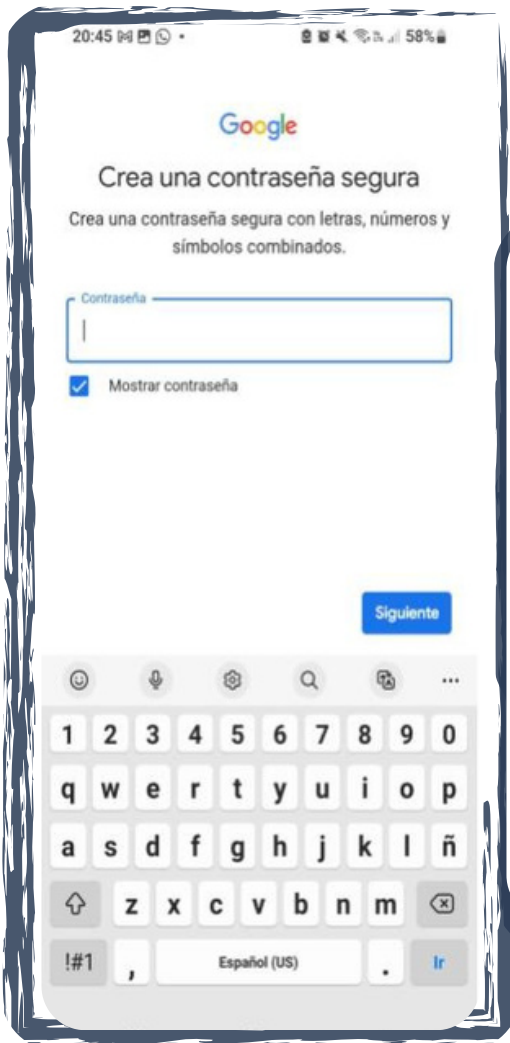 20:45 58%
Google
Crea una contraseña segura
Crea una contraseña segura con letras, números y
símbolos combinados.
Contraseña
Mostrar contraseña
Siguiente
1 2 3 4 5 6 7 8 9 0
q w e r t y u i o p
a s d f g h j k l ñ
z x c v b n m
!#1 , Español (US) . Ir